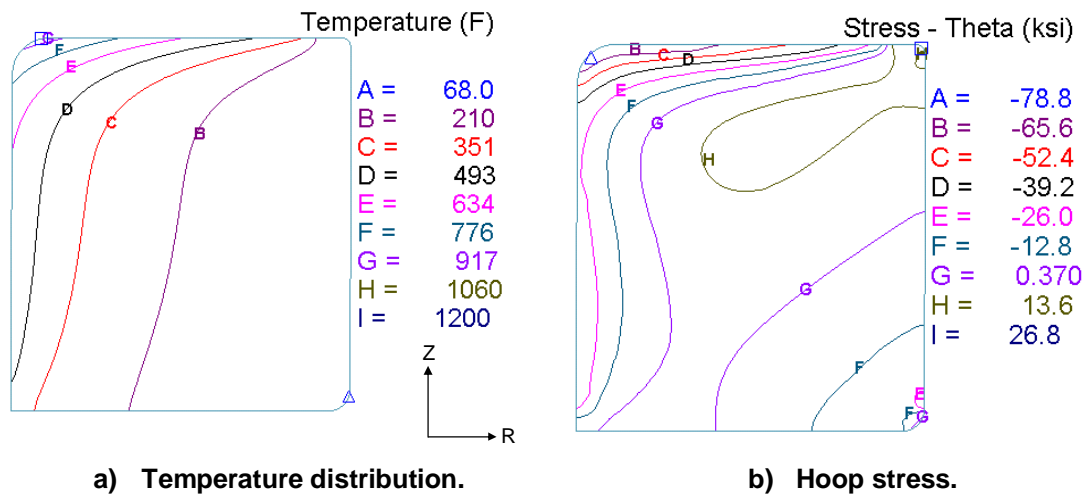 Temperature (F)
A = 68.0
B = 210
C = 351
D = 493
E = 634
F = 776
G = 917
H = 1060
I = 1200
G
F
E
D
C
B
Z
R
a) Temperature distribution.
Stress - Theta (ksi)
A = -78.8
B = -65.6
C = -52.4
D = -39.2
E = -26.0
F = -12.8
G = 0.370
H = 13.6
I = 26.8
B
C
D
H
E
F
G
H
G
F
E
F
G
b) Hoop stress.